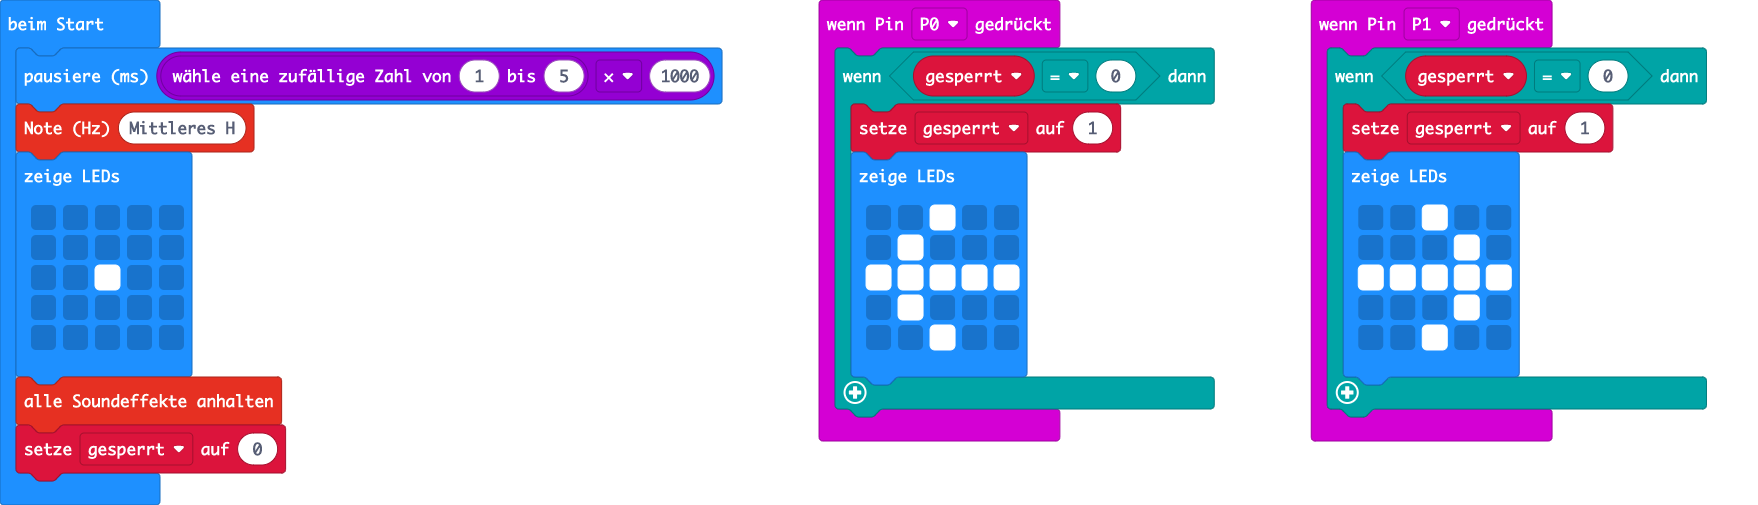 beim Start
pausiere (ms) wähle eine zufällige Zahl von 1 bis 5 × 1000
Note (Hz) Mittleres H
zeige LEDs
alle Soundeffekte anhalten
setze gesperrt auf 0
wenn Pin P0 gedrückt
wenn gesperrt = 0 dann
setze gesperrt auf 1
zeige LEDs
wenn Pin P1 gedrückt
wenn gesperrt = 0 dann
setze gesperrt auf 1
zeige LEDs